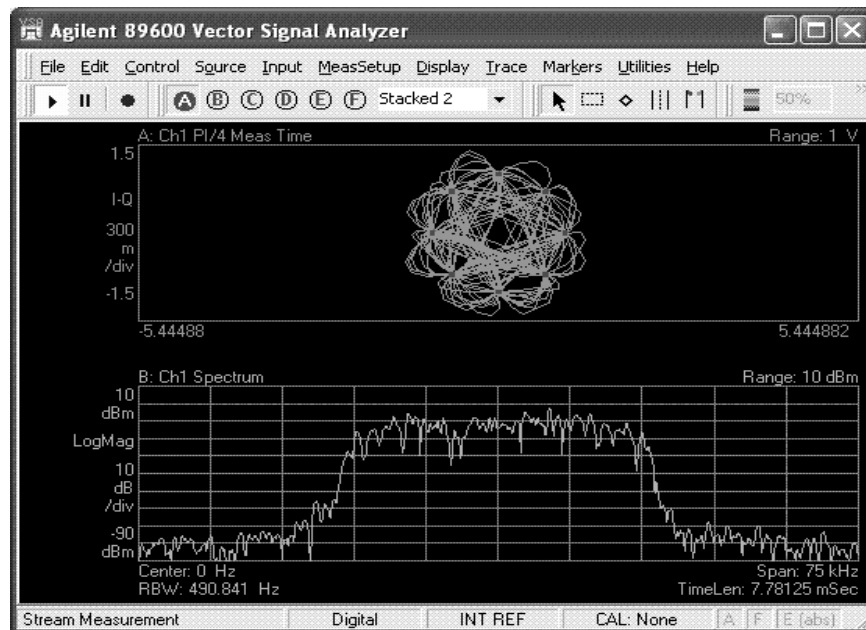 Agilent 89600 Vector Signal Analyzer
File Edit Control Source Input MeasSetup Display Trace Markers Utilities Help
A B C D E F Stacked 2 50%
A: Ch1 PI/4 Meas Time Range: 1 V
1.5
I-Q
300
m
/div
-1.5
-5.44488 5.444882
B: Ch1 Spectrum Range: 10 dBm
10
dBm
LogMag
10
dB
/div
-90
dBm
Center: 0 Hz Span: 75 kHz
RBW: 490.841 Hz TimeLen: 7.78125 mSec
Stream Measurement Digital INT REF CAL: None A F E (abs)